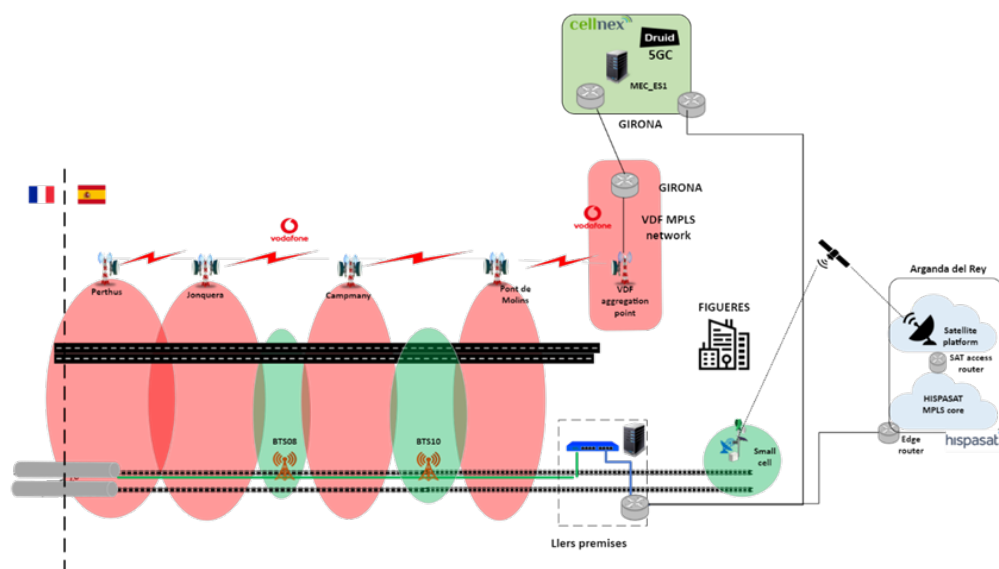 cellnex
Druid
5GC
MEC_ES1
GIRONA
GIRONA
vodafone
vodafone
VDF MPLS
network
Perthus
Jonquera
Campmany
Pont de
Molins
VDF
aggregation
point
FIGUERES
Arganda del Rey
Satellite
platform
SAT access
router
HISPASAT
MPLS core
Edge
router
hispasat
BTS08
BTS10
Small
cell
Llers premises